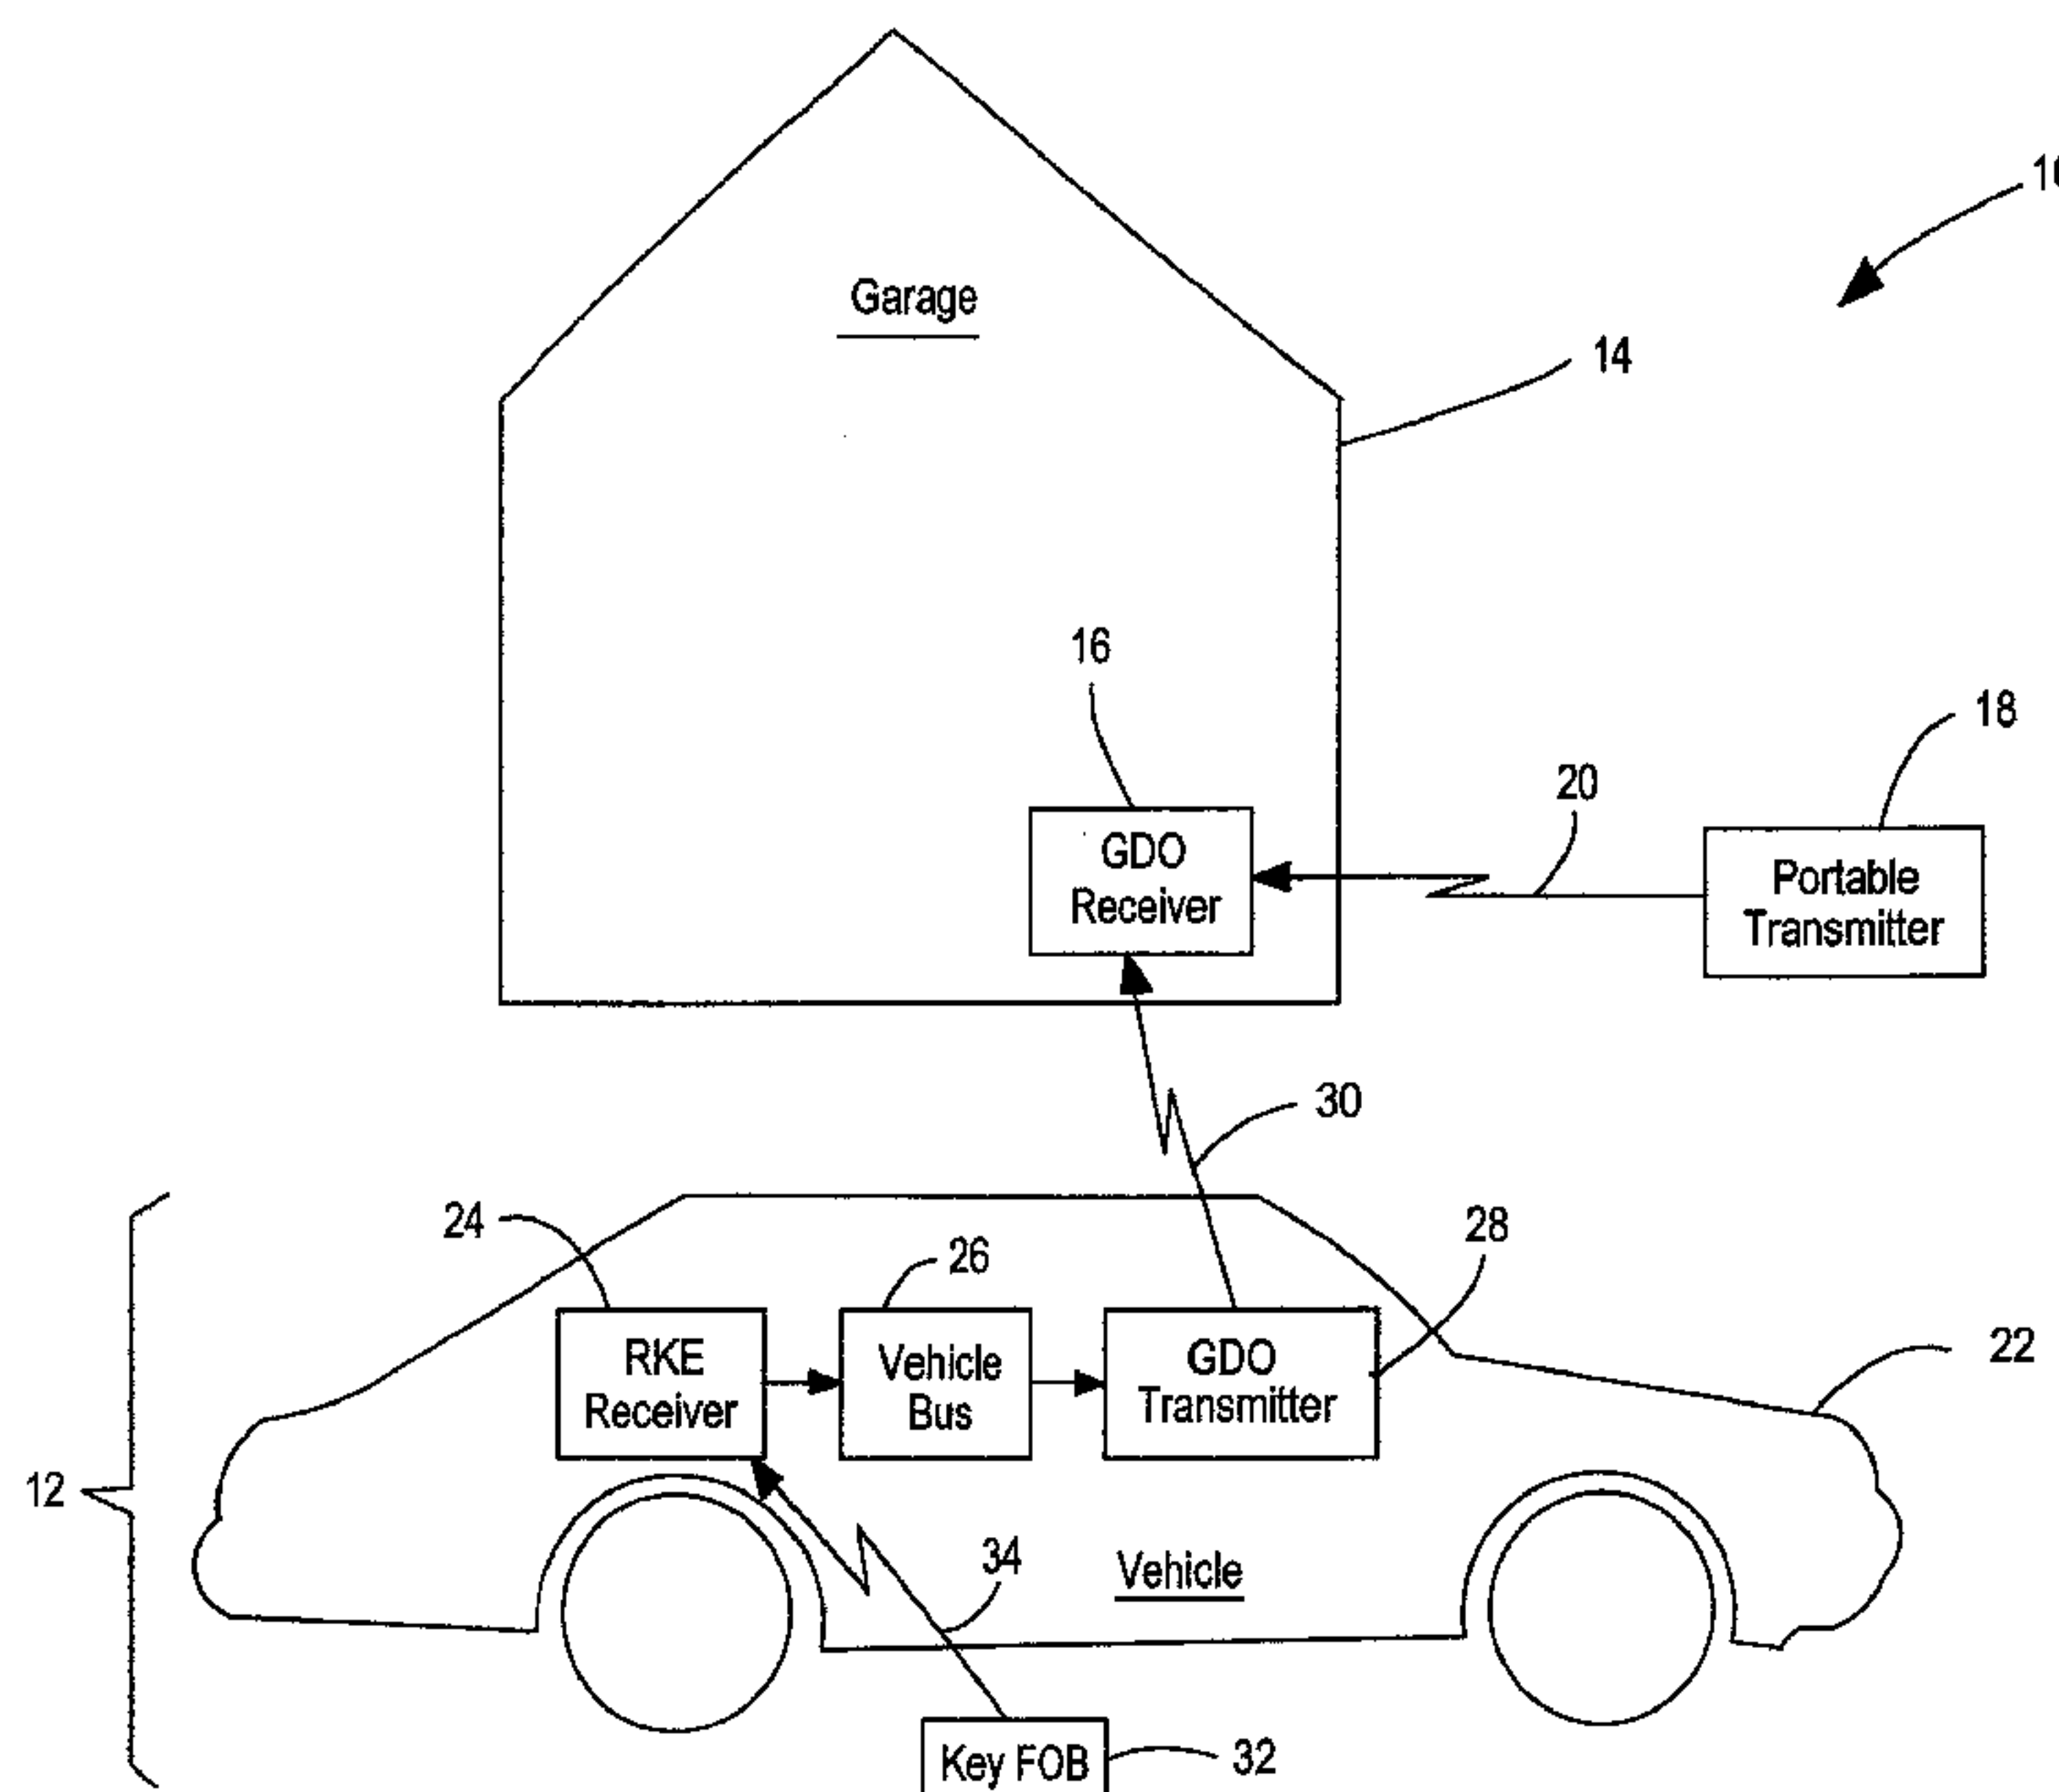 Garage
14
16
18
20
GDO
Receiver
Portable
Transmitter
30
24
26
28
RKE
Receiver
Vehicle
Bus
GDO
Transmitter
22
12
34
Vehicle
Key FOB
32